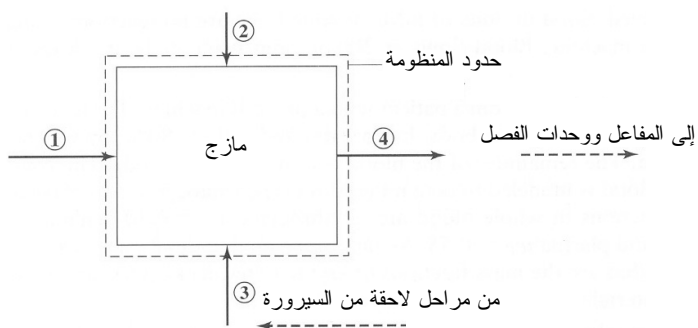 ②
حدود المنظومة
①
مازج
④
إلى المفاعل ووحدات الفصل
③
من مراحل لاحقة من السيرورة